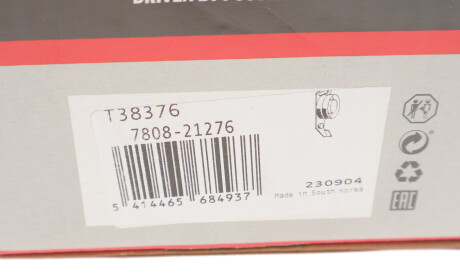 T38376
7808-21276
5 414465 684937
230904
Made in South Korea
EAC